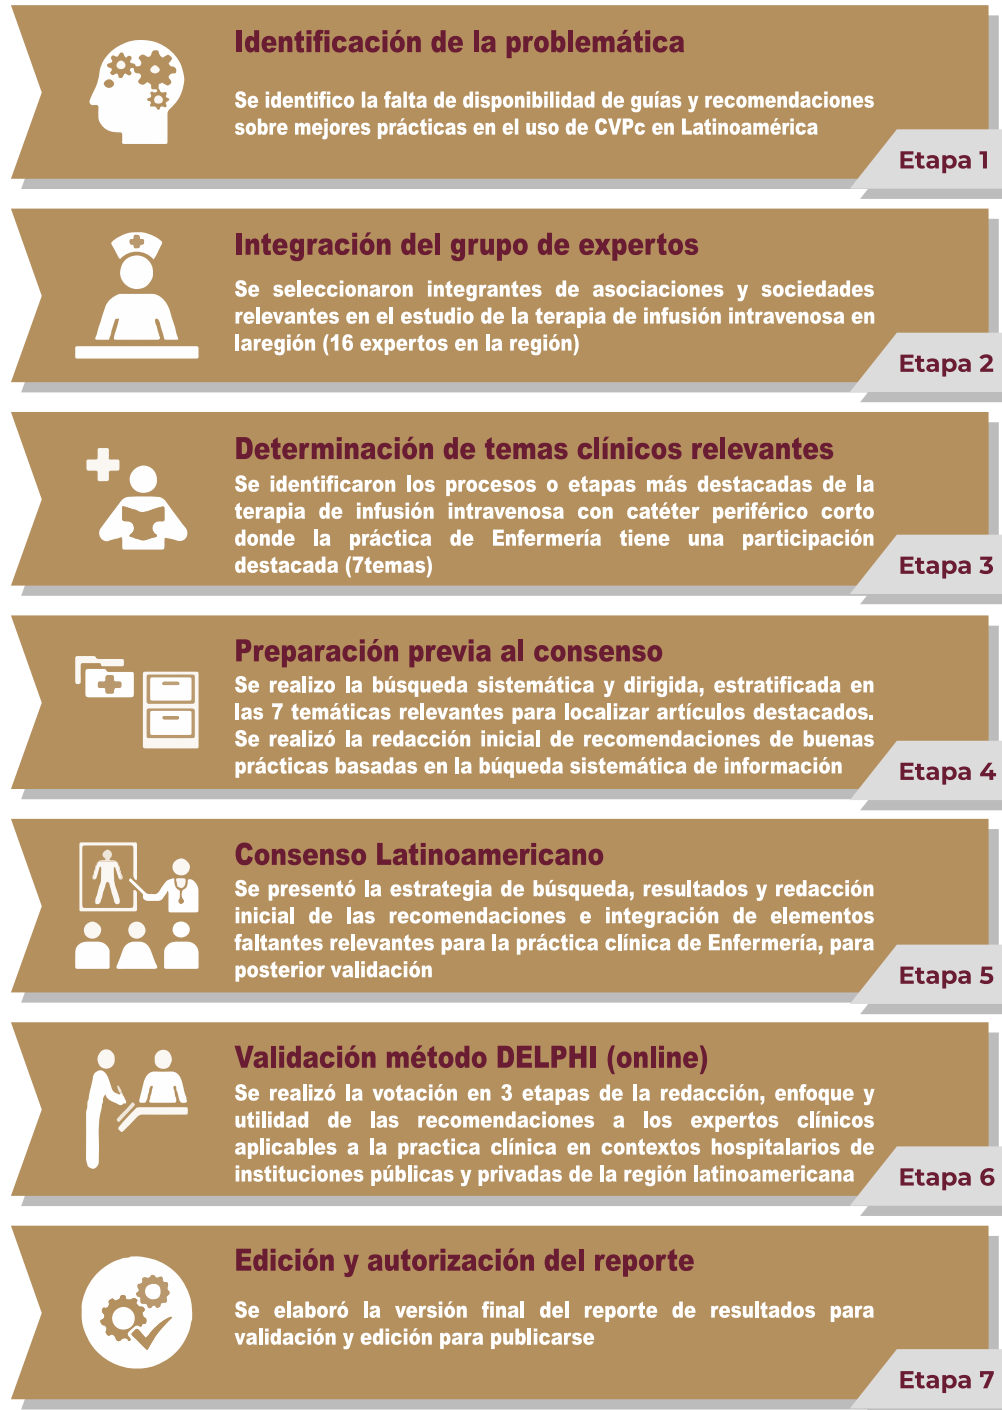 Identificación de la problemática
Se identifico la falta de disponibilidad de guías y recomendaciones
sobre mejores prácticas en el uso de CVPc en Latinoamérica
Etapa 1
Integración del grupo de expertos
Se seleccionaron integrantes de asociaciones y sociedades
relevantes en el estudio de la terapia de infusión intravenosa en
laregión (16 expertos en la región)
Etapa 2
Determinación de temas clínicos relevantes
Se identificaron los procesos o etapas más destacadas de la
terapia de infusión intravenosa con catéter periférico corto
donde la práctica de Enfermería tiene una participación
destacada (7temas)
Etapa 3
Preparación previa al consenso
Se realizo la búsqueda sistemática y dirigida, estratificada en
las 7 temáticas relevantes para localizar artículos destacados.
Se realizó la redacción inicial de recomendaciones de buenas
prácticas basadas en la búqueda sistemática de información
Etapa 4
Consenso Latinoamericano
Se presentó la estrategia de búsqueda, resultados y redacción
inicial de las recomendaciones e integración de elementos
faltantes relevantes para la práctica clínica de Enfermería, para
posterior validación
Etapa 5
Validación método DELPHI (online)
Se realizó la votación en 3 etapas de la redacción, enfoque y
utilidad de las recomendaciones a los expertos clínicos
aplicables a la practica clínica en contextos hospitalarios de
instituciones públicas y privadas de la región latinoamericana
Etapa 6
Edición y autorización del reporte
Se elaboró la versión final del reporte de resultados para
validación y edición para publicarse
Etapa 7